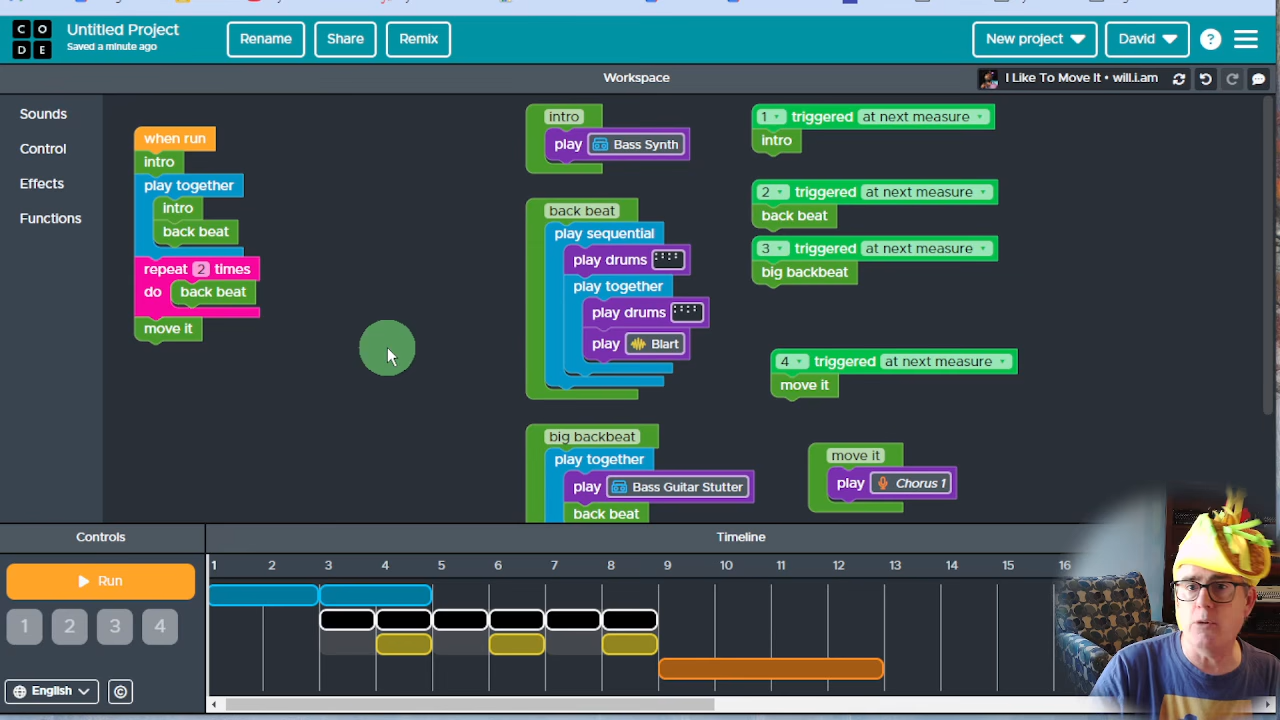 CODE
Untitled Project
Saved a minute ago
Rename
Share
Remix
New project
David
?
Workspace
I Like To Move It • will.i.am
Sounds
Control
Effects
Functions
when run
intro
play together
intro
back beat
repeat 2 times
do back beat
move it
intro
play Bass Synth
back beat
play sequential
play drums
play together
play drums
play Blart
big backbeat
play together
play Bass Guitar Stutter
back beat
1 triggered at next measure
intro
2 triggered at next measure
back beat
3 triggered at next measure
big backbeat
4 triggered at next measure
move it
move it
play Chorus 1
Controls
Timeline
Run
1 2 3 4
English
©
1 2 3 4 5 6 7 8 9 10 11 12 13 14 15 16